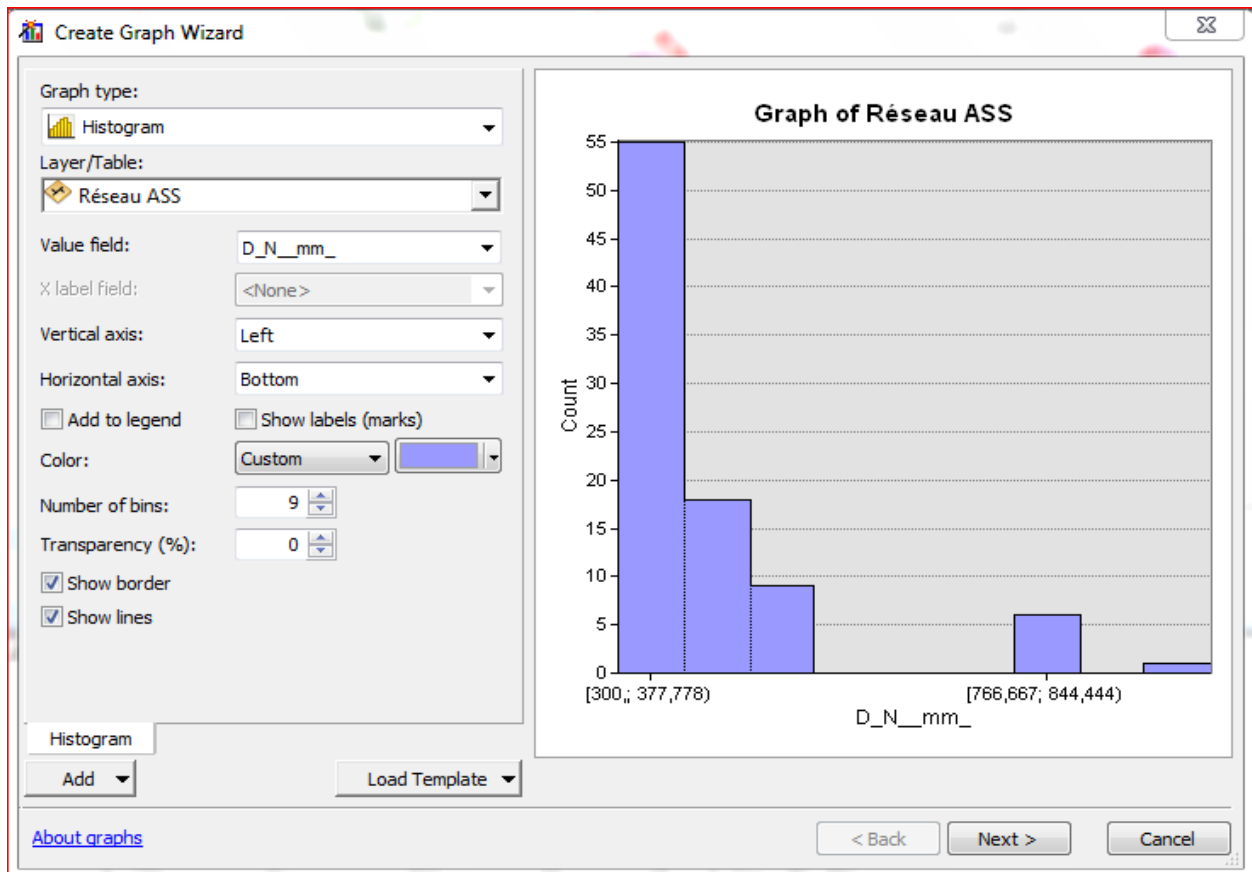 Create Graph Wizard
Graph type:
Histogram
Layer/Table:
Réseau ASS
Value field:
D_N__mm_
X label field:
<None>
Vertical axis:
Left
Horizontal axis:
Bottom
Add to legend
Show labels (marks)
Color:
Custom
Number of bins:
9
Transparency (%):
0
Show border
Show lines
Histogram
Add
Load Template
Graph of Réseau ASS
55
50
45
40
35
30
25
20
15
10
5
0
Count
[300,; 377,778)
[766,667; 844,444)
D_N__mm_
About graphs
< Back
Next >
Cancel